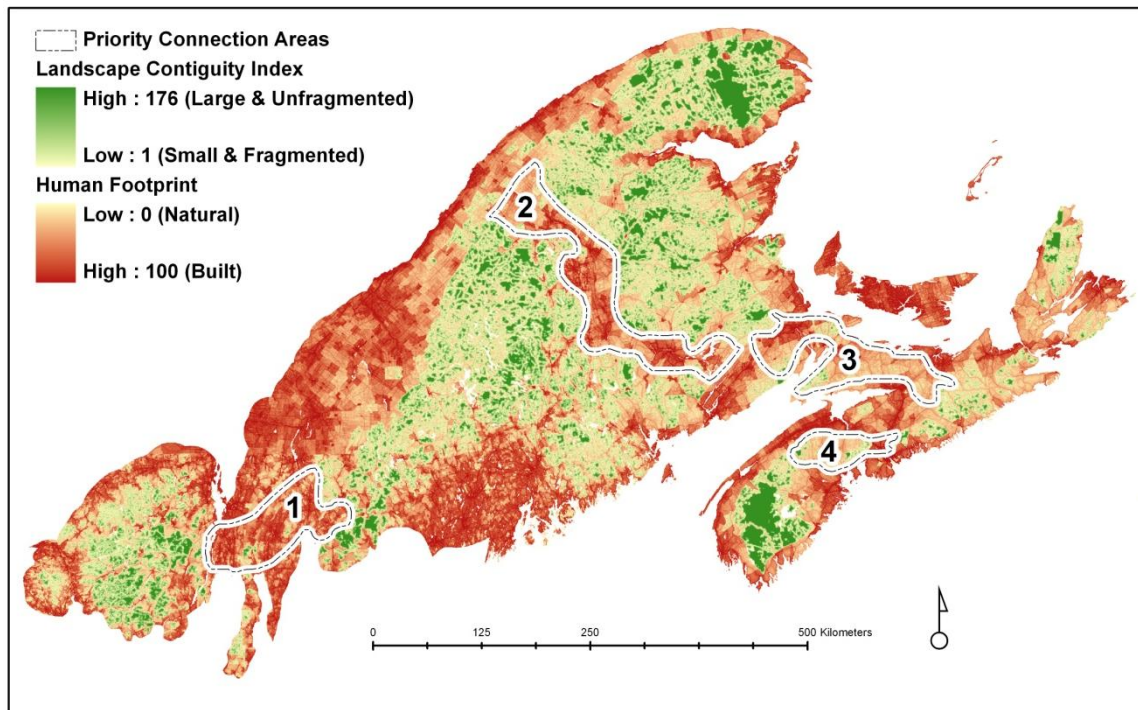 Priority Connection Areas
Landscape Contiguity Index
High : 176 (Large & Unfragmented)
Low : 1 (Small & Fragmented)
Human Footprint
Low : 0 (Natural)
High : 100 (Built)
2
3
4
1
0 125 250 500 Kilometers